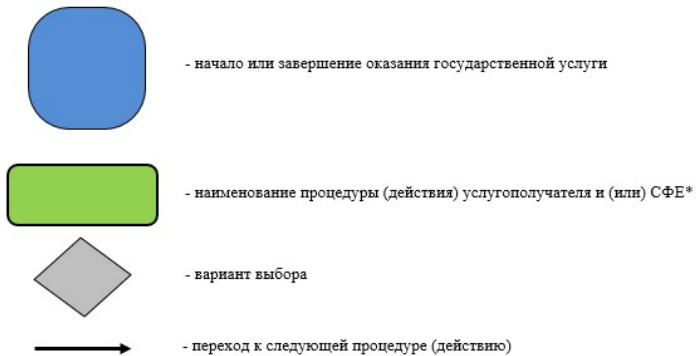 - начало или завершение оказания государственной услуги
- наименование процедуры (действия) услугополучателя и (или) СФЕ*
- вариант выбора
- переход к следующей процедуре (действию)